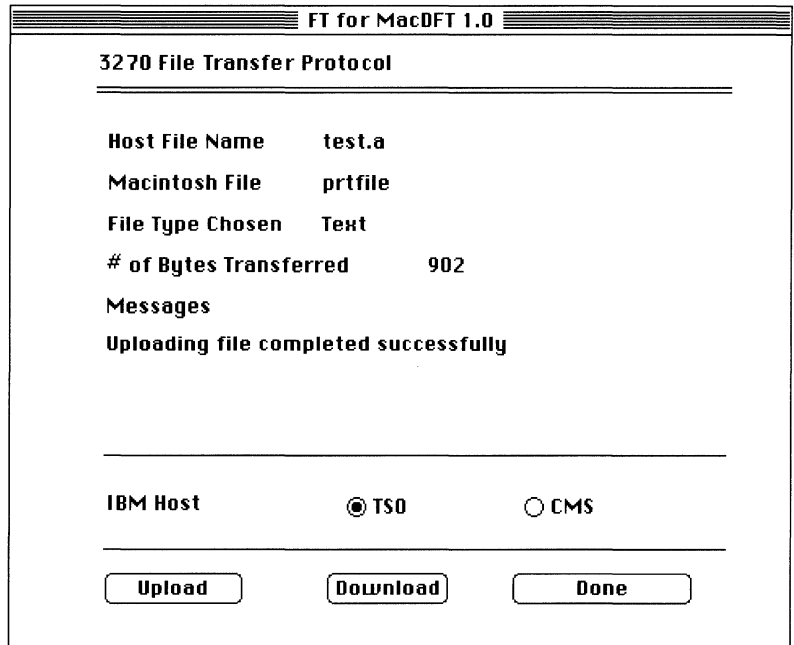 FT for MacDFT 1.0
3270 File Transfer Protocol
Host File Name test.a
Macintosh File prtfile
File Type Chosen Text
# of Bytes Transferred 902
Messages
Uploading file completed successfully
IBM Host TSO CMS
Upload Download Done